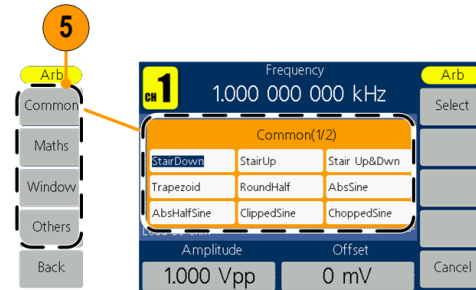 5
Arb
Common
Maths
Window
Others
Back
CH 1
Frequency
1.000 000 000 kHz
Common(1/2)
StairDown StairUp Stair Up&Dwn
Trapezoid RoundHalf AbsSine
AbsHalfSine ClippedSine ChoppedSine
Amplitude Offset
1.000 Vpp 0 mV
Arb
Select
Cancel